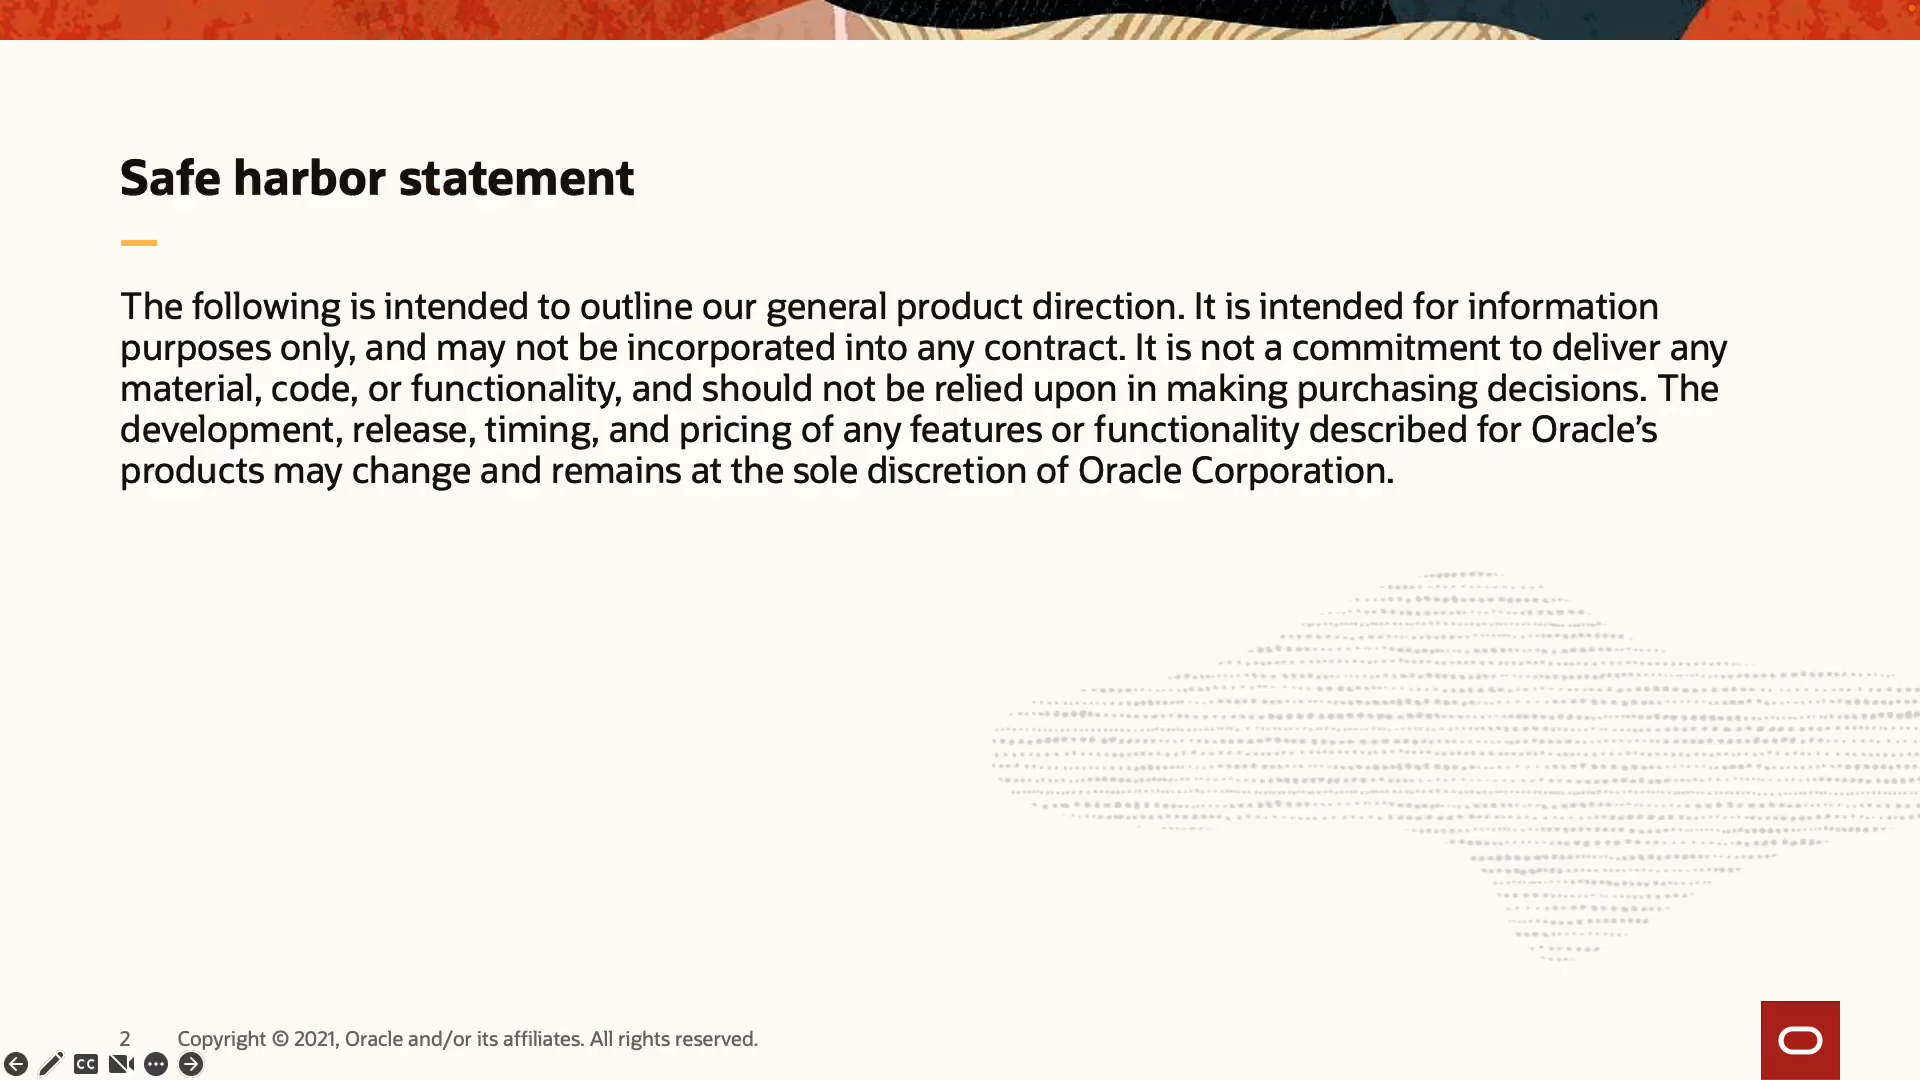 Safe harbor statement
The following is intended to outline our general product direction. It is intended for information
purposes only, and may not be incorporated into any contract. It is not a commitment to deliver any
material, code, or functionality, and should not be relied upon in making purchasing decisions. The
development, release, timing, and pricing of any features or functionality described for Oracle’s
products may change and remains at the sole discretion of Oracle Corporation.
2 Copyright © 2021, Oracle and/or its affiliates. All rights reserved.
CC